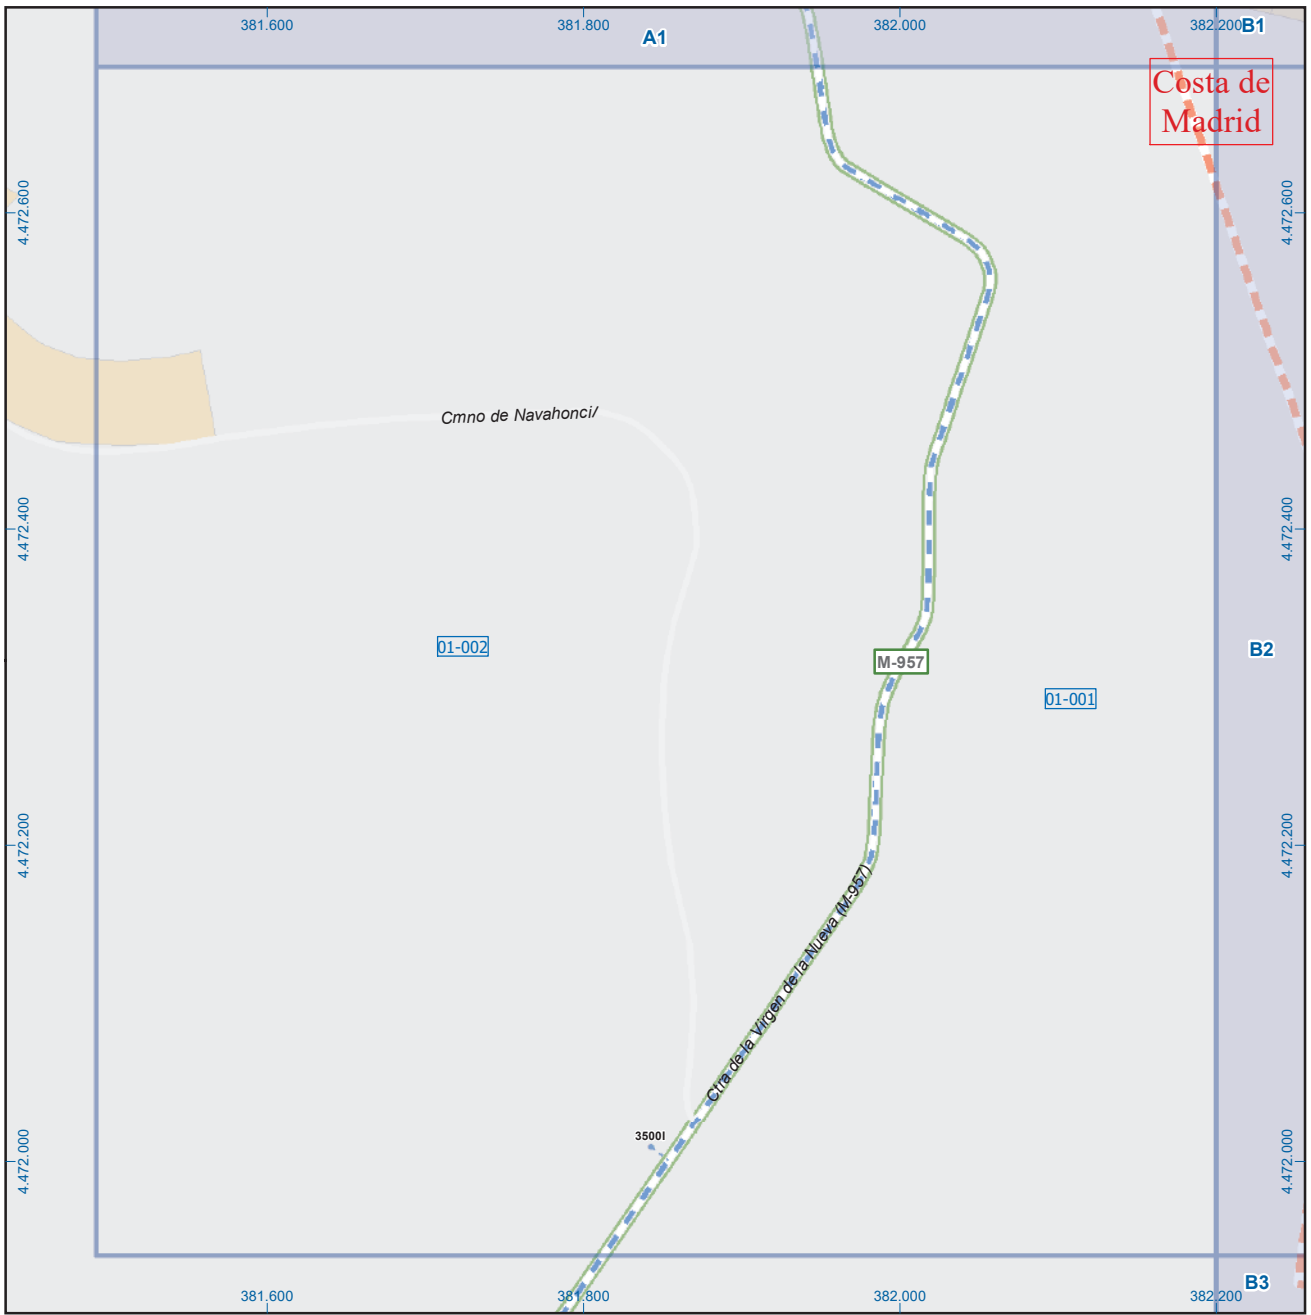 381.600
381.800
382.000
382.200
A1
B1
Costa de
Madrid
4.472.600
4.472.600
Cmno de Navahonci/
4.472.400
4.472.400
01-002
M-957
B2
01-001
4.472.200
4.472.200
Ctra de la Virgen de la Nueva (M-957)
3500I
4.472.000
4.472.000
B3
381.600
381.800
382.000
382.200